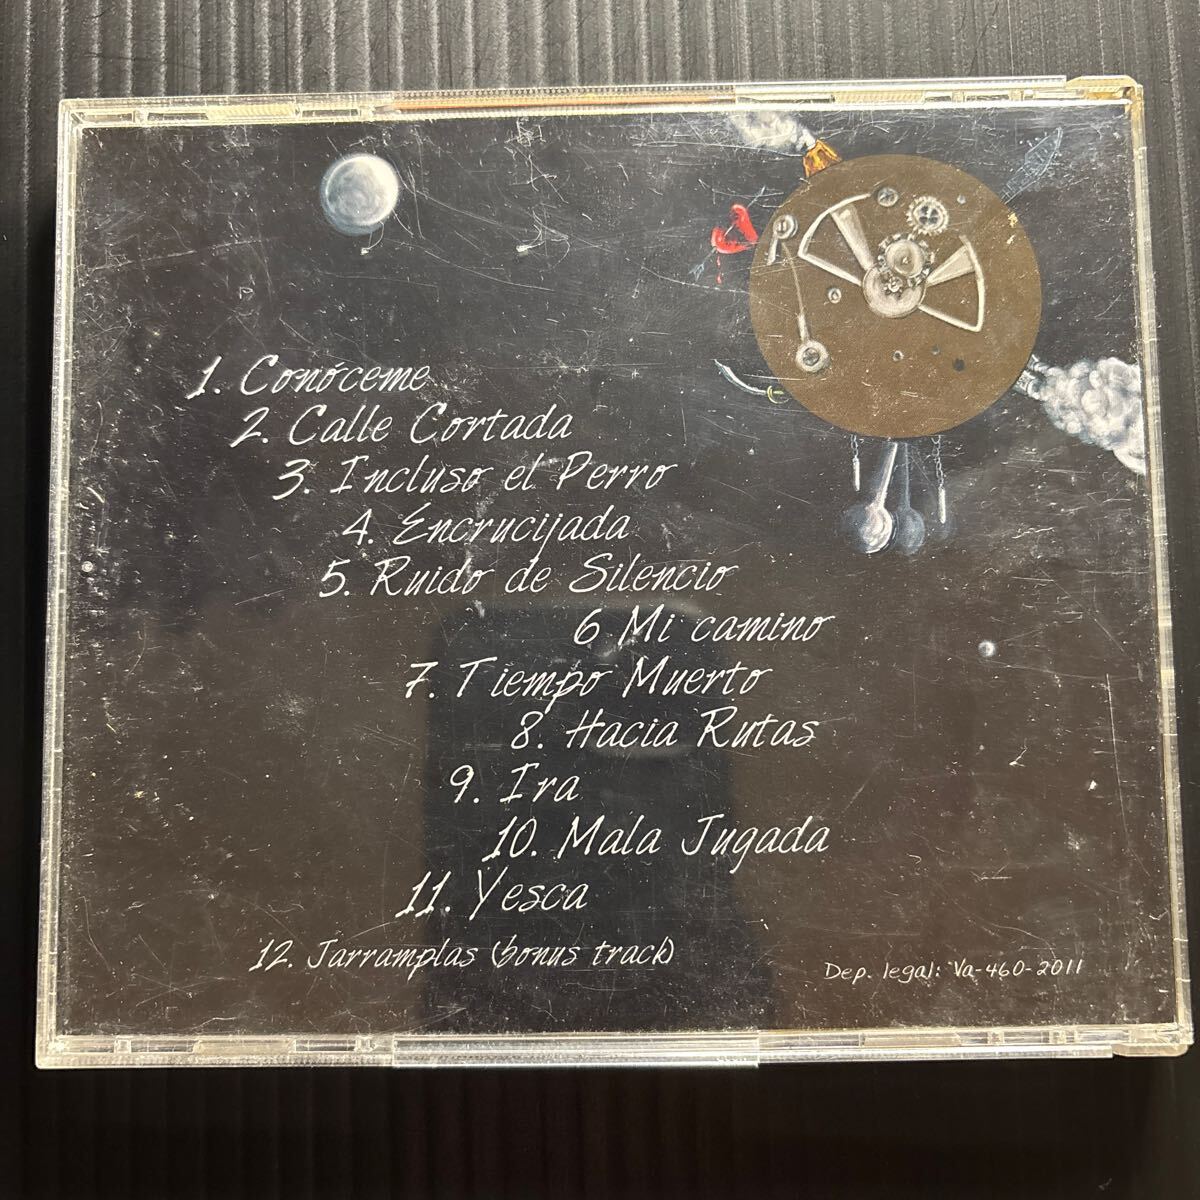 1. Conóceme
2. Calle Cortada
3. Incluso el Perro
4. Encrucijada
5. Ruido de Silencio
6 Mi camino
7. Tiempo Muerto
8. Hacia Rutas
9. Ira
10. Mala Jugada
11. Yesca
12. Jarramplas (bonus track)
Dep. legal: Va-460-2011